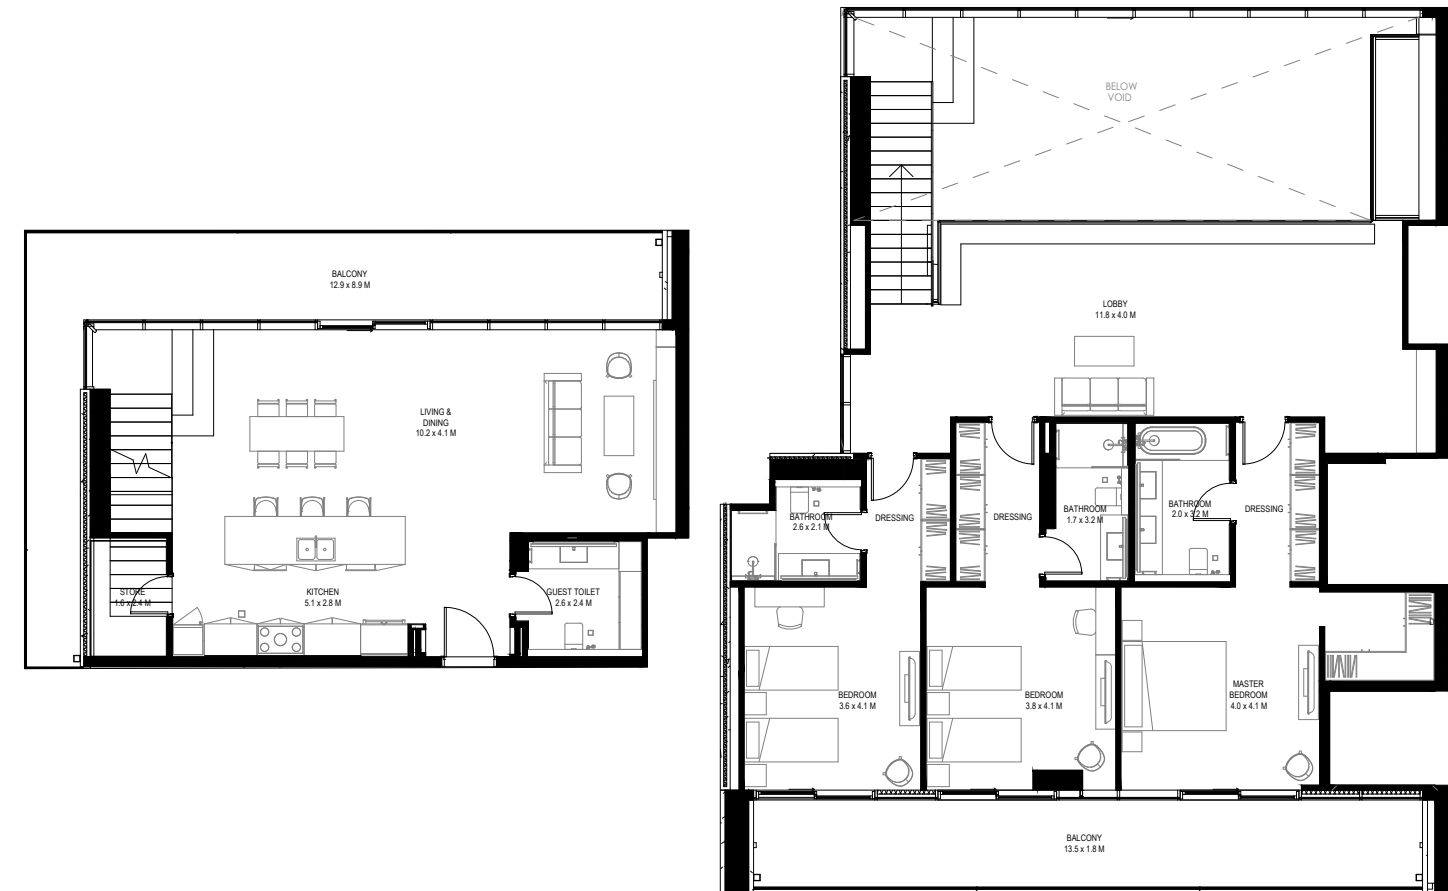 BALCONY
12.9 x 8.9 M
LIVING &
DINING
10.2 x 4.1 M
STORE
1.6 x 2.4 M
KITCHEN
5.1 x 2.8 M
GUEST TOILET
2.6 x 2.4 M
BELOW
VOID
LOBBY
11.8 x 4.0 M
BATHROOM
2.6 x 2.1 M
DRESSING
DRESSING
BATHROOM
1.7 x 3.2 M
BATHROOM
2.0 x 3.2 M
DRESSING
BEDROOM
3.6 x 4.1 M
BEDROOM
3.8 x 4.1 M
MASTER
BEDROOM
4.0 x 4.1 M
BALCONY
13.5 x 1.8 M